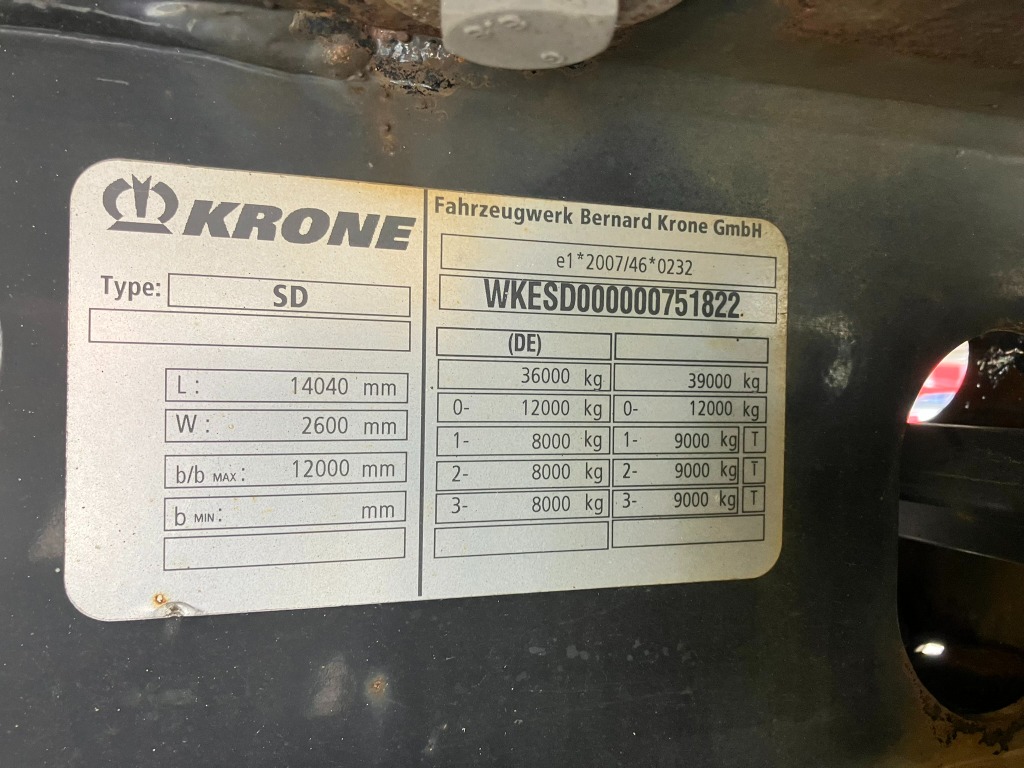 KRONE
Type: SD
L: 14040 mm
W: 2600 mm
b/b MAX: 12000 mm
b MIN: mm
Fahrzeugwerk Bernard Krone GmbH
e1*2007/46*0232
WKESD000000751822
(DE)
36000 kg 39000 kg
0- 12000 kg 0- 12000 kg
1- 8000 kg 1- 9000 kg T
2- 8000 kg 2- 9000 kg T
3- 8000 kg 3- 9000 kg T